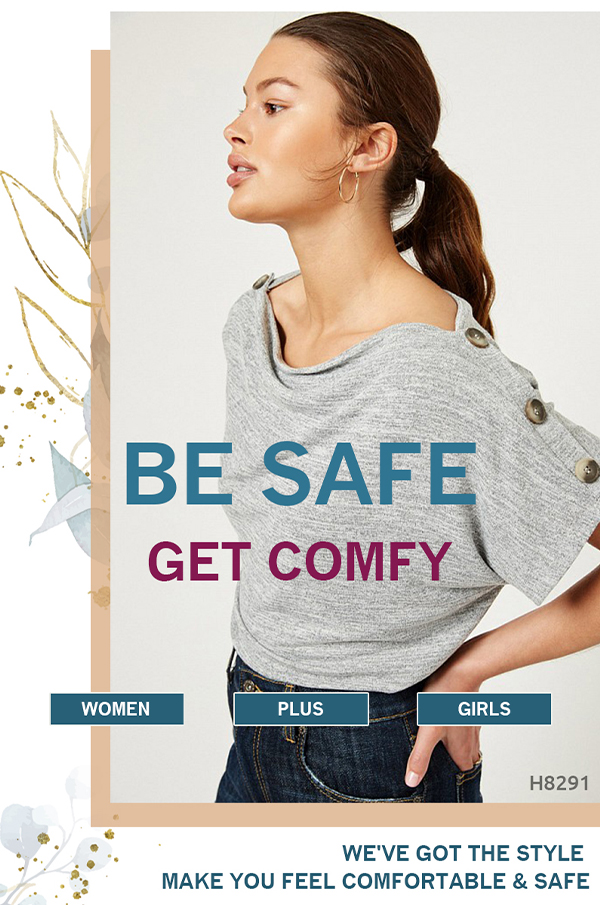 BE SAFE
GET COMFY
WOMEN
PLUS
GIRLS
H8291
WE'VE GOT THE STYLE
MAKE YOU FEEL COMFORTABLE & SAFE